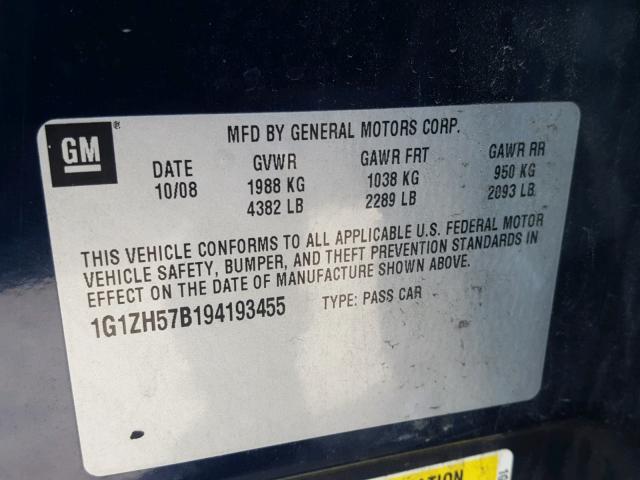 GM®
MFD BY GENERAL MOTORS CORP.
DATE GVWR GAWR FRT GAWR RR
10/08 1988 KG 1038 KG 950 KG
4382 LB 2289 LB 2093 LB
THIS VEHICLE CONFORMS TO ALL APPLICABLE U.S. FEDERAL MOTOR
VEHICLE SAFETY, BUMPER, AND THEFT PREVENTION STANDARDS IN
EFFECT ON THE DATE OF MANUFACTURE SHOWN ABOVE.
1G1ZH57B194193455 TYPE: PASS CAR